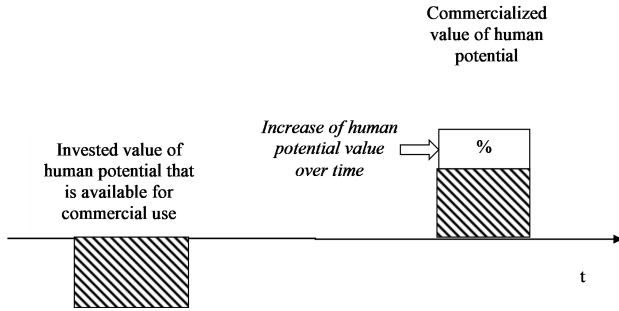 Commercialized
value of human
potential
Increase of human
potential value
over time
%
Invested value of
human potential that
is available for
commercial use
t